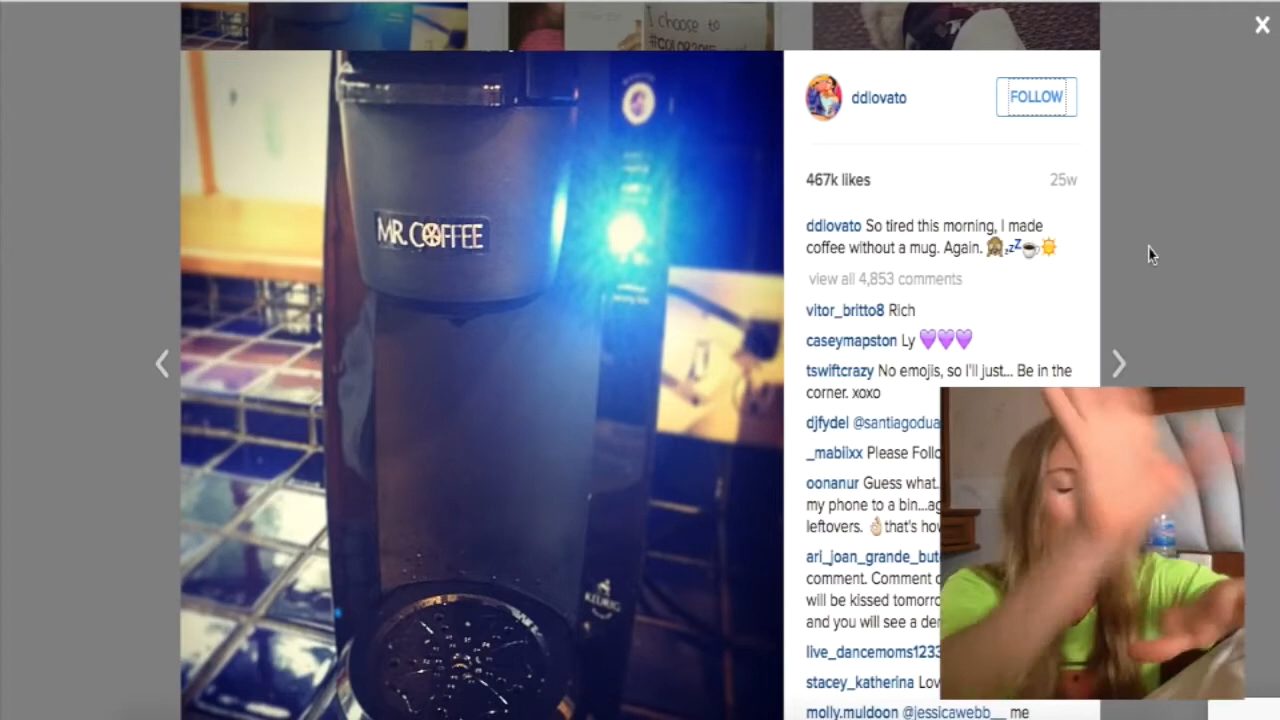 I choose to
X
ddlovato
FOLLOW
467k likes
25w
ddlovato So tired this morning, I made
coffee without a mug. Again. 🙈💤☕☀
view all 4,853 comments
vitor_britto8 Rich
caseymapston Ly 💜💜💜
tswiftcrazy No emojis, so I'll just... Be in the
corner. xoxo
djfydel @santiagodua
_mabiixx Please Follo
oonanur Guess what.
my phone to a bin...ag
leftovers. 👌that's how
ari_joan_grande_but
comment. Comment
will be kissed tomorro
and you will see a
live_dancemoms1233
stacey_katherina Lov
molly.muldoon @jessicawebb__ me
MR. COFFEE
KEURIG